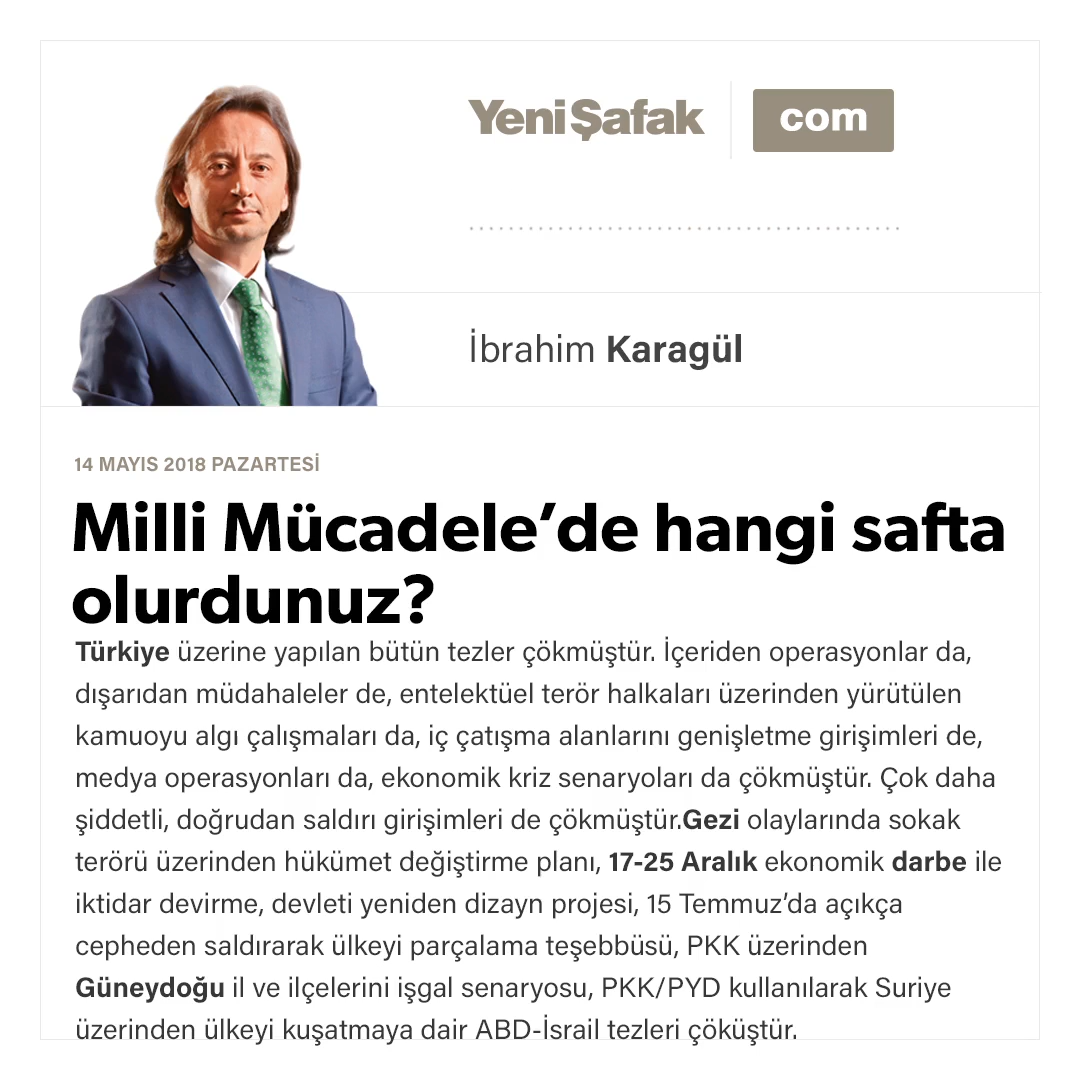 YeniŞafak
com
İbrahim Karagül
14 MAYIS 2018 PAZARTESİ
Milli Mücadele’de hangi safta
olurdunuz?
Türkiye üzerine yapılan bütün tezler çökmüştür. İçeriden operasyonlar da,
dışarıdan müdahaleler de, entelektüel terör halkaları üzerinden yürütülen
kamuoyu algı çalışmaları da, iç çatışma alanlarını genişletme girişimleri de,
medya operasyonları da, ekonomik kriz senaryoları da çökmüştür. Çok daha
şiddetli, doğrudan saldırı girişimleri de çökmüştür.Gezi olaylarında sokak
terörü üzerinden hükümet değiştirme planı, 17-25 Aralık ekonomik darbe ile
iktidar devirme, devleti yeniden dizayn projesi, 15 Temmuz’da açıkça
cepheden saldırarak ülkeyi parçalama teşebbüsü, PKK üzerinden
Güneydoğu il ve ilçelerini işgal senaryosu, PKK/PYD kullanılarak Suriye
üzerinden ülkeyi kuşatmaya dair ABD-İsrail tezleri çöküştür.